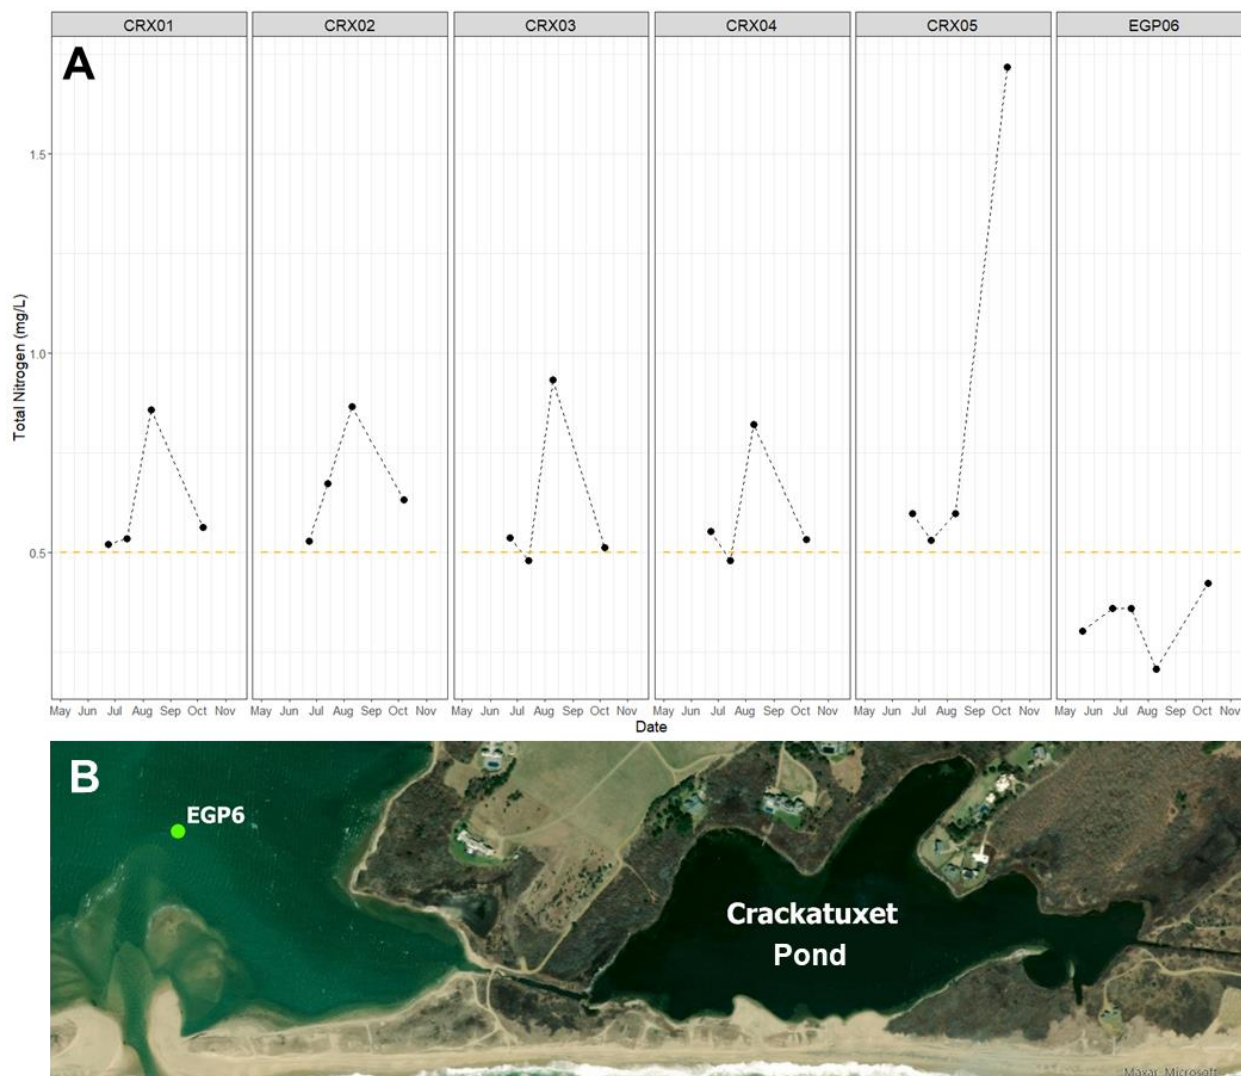 CRX01 CRX02 CRX03 CRX04 CRX05 EGP06
A
Total Nitrogen (mg/L)
1.5
1.0
0.5
May Jun Jul Aug Sep Oct Nov May Jun Jul Aug Sep Oct Nov May Jun Jul Aug Sep Oct Nov May Jun Jul Aug Sep Oct Nov May Jun Jul Aug Sep Oct Nov May Jun Jul Aug Sep Oct Nov
Date
B
EGP6
Crackatuxet
Pond
Maxar, Microsoft